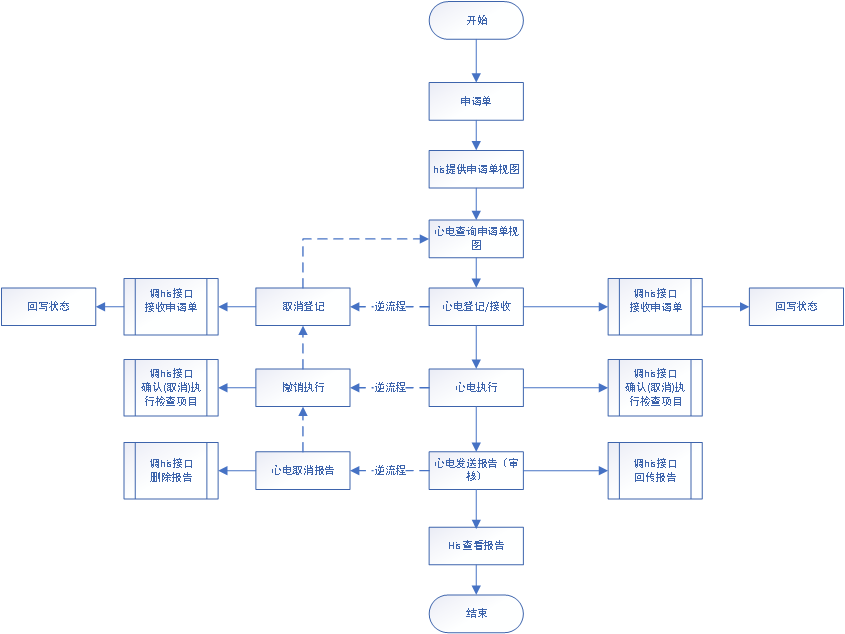 开始
申请单
his提供申请单视图
心电查询申请单视
图
回写状态
调his接口
接收申请单
取消登记
-逆流程-
心电登记/接收
调his接口
接收申请单
回写状态
调his接口
确认(取消)执
行检查项目
撤销执行
-逆流程-
心电执行
调his接口
确认(取消)执
行检查项目
调his接口
删除报告
心电取消报告
-逆流程-
心电发送报告（审
核）
调his接口
回传报告
His查看报告
结束